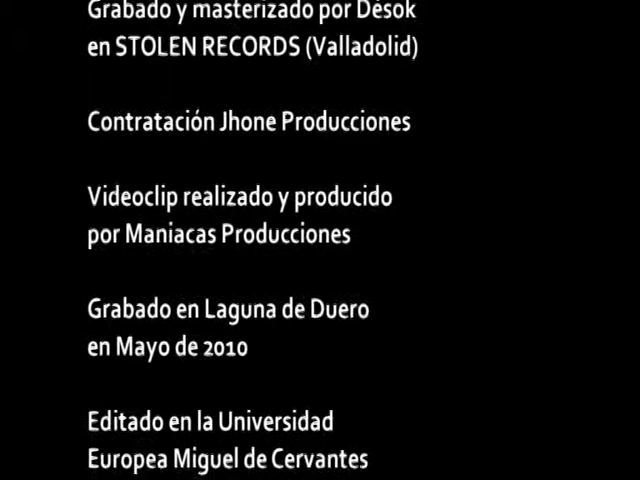 Grabado y masterizado por Désok
en STOLEN RECORDS (Valladolid)
Contratación Jhone Producciones
Videoclip realizado y producido
por Maniacas Producciones
Grabado en Laguna de Duero
en Mayo de 2010
Editado en la Universidad
Europea Miguel de Cervantes